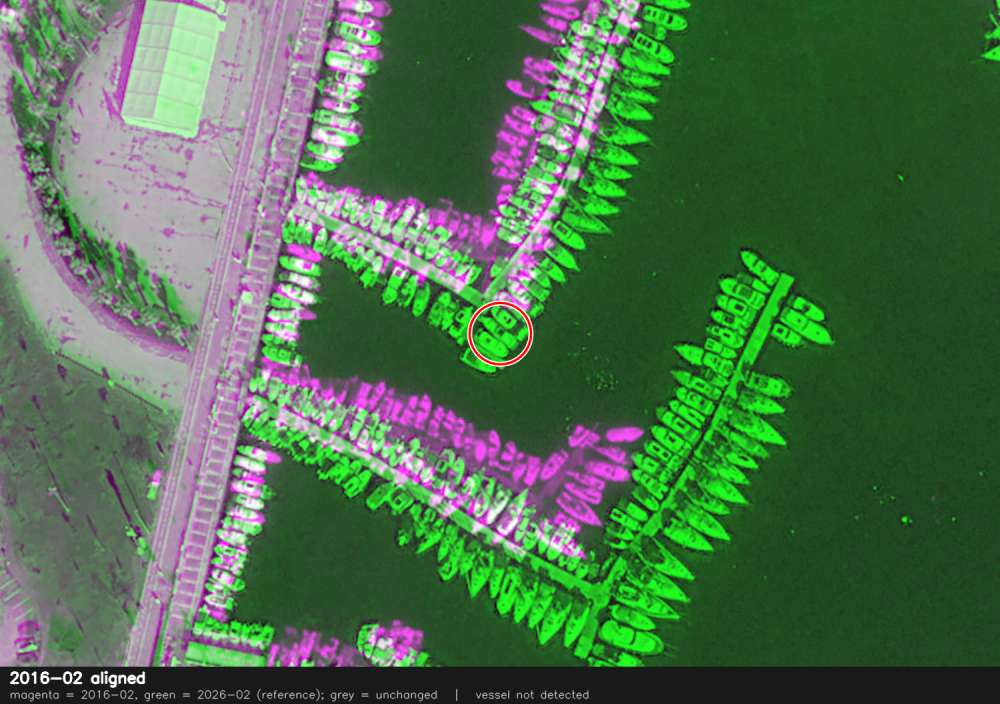 2016-02 aligned
magenta = 2016-02, green = 2026-02 (reference); grey = unchanged | vessel not detected